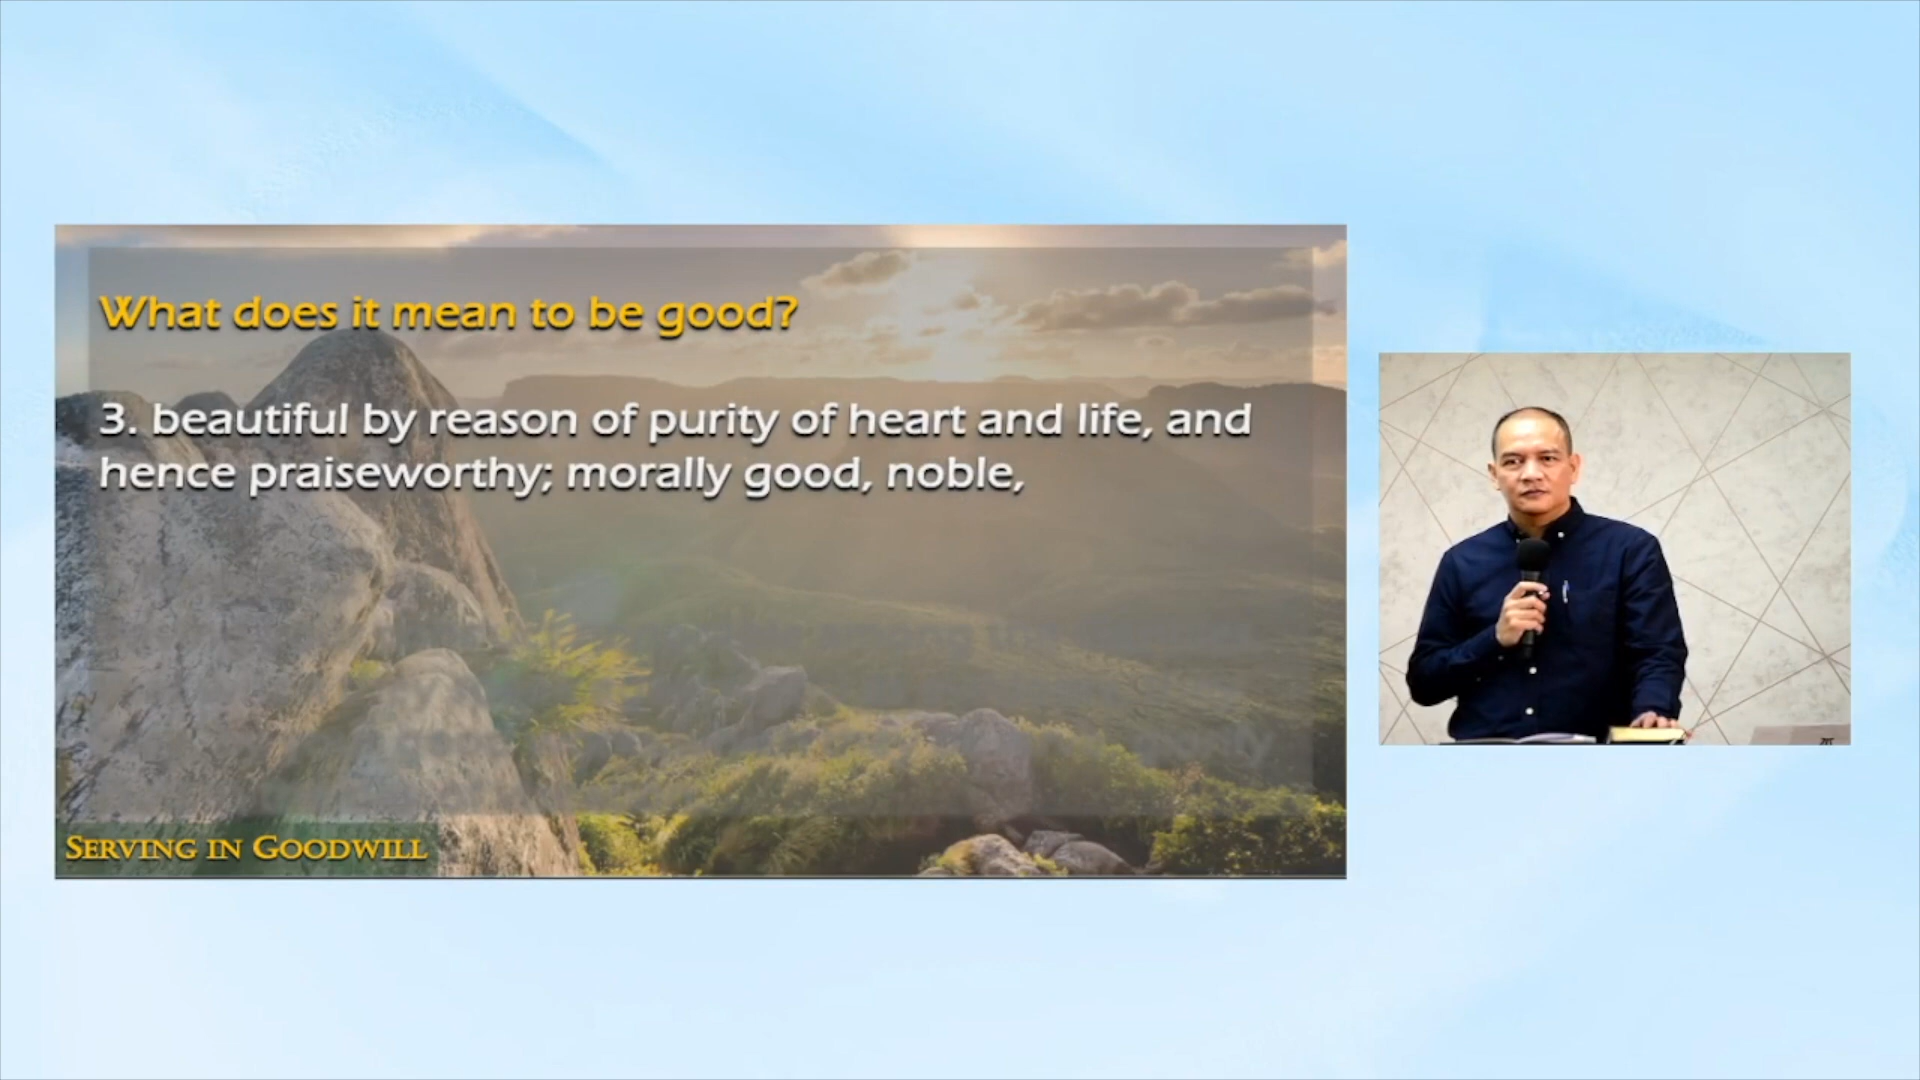 What does it mean to be good?
3. beautiful by reason of purity of heart and life, and
hence praiseworthy; morally good, noble,
SERVING IN GOODWILL